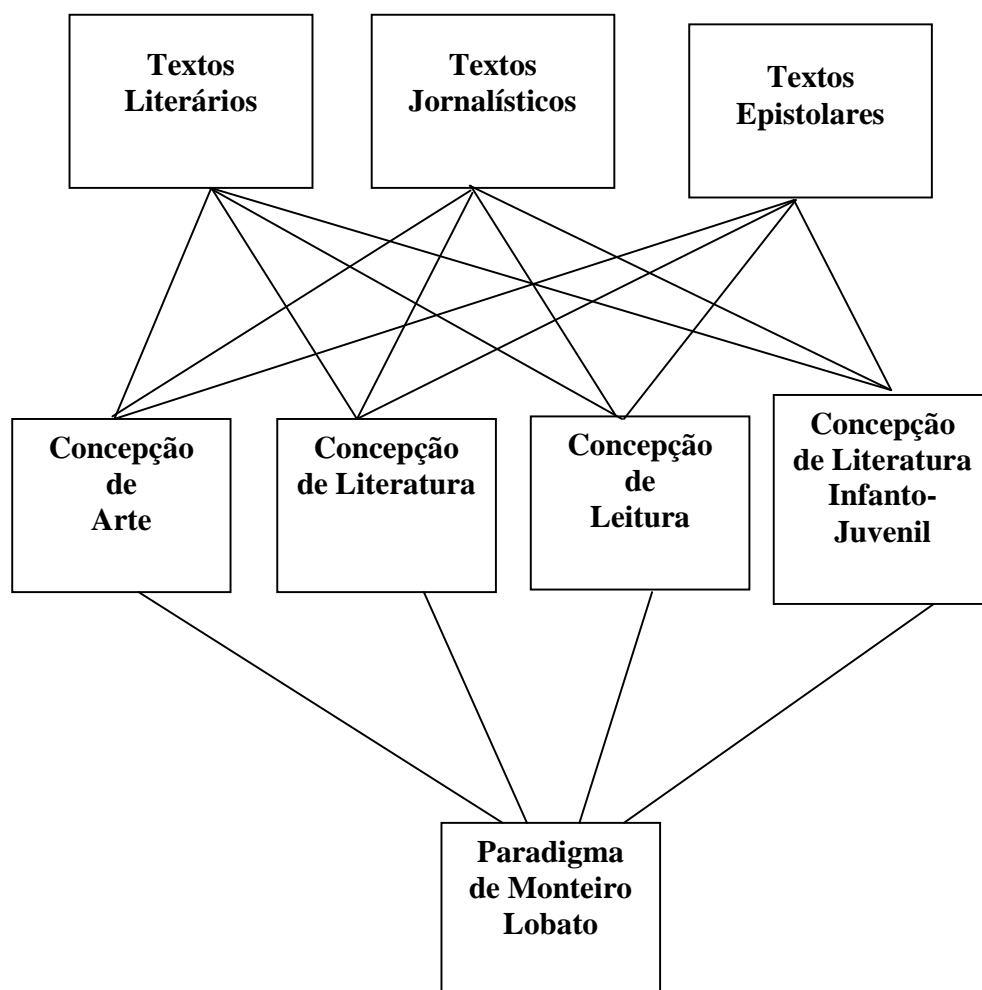 Textos
Literários
Textos
Jornalísticos
Textos
Epistolares
Concepção
de
Arte
Concepção
de Literatura
Concepção
de
Leitura
Concepção
de Literatura
Infanto-
Juvenil
Paradigma
de Monteiro
Lobato